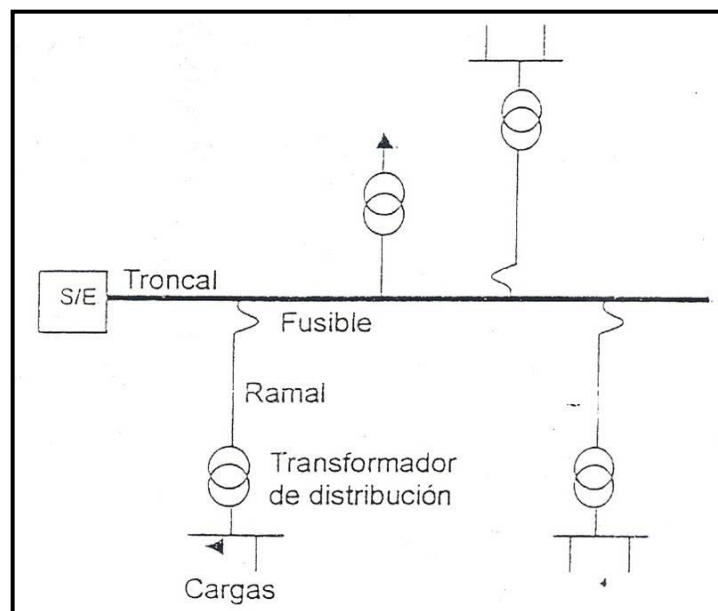 S/E
Troncal
Fusible
Ramal
Transformador
de distribución
Cargas